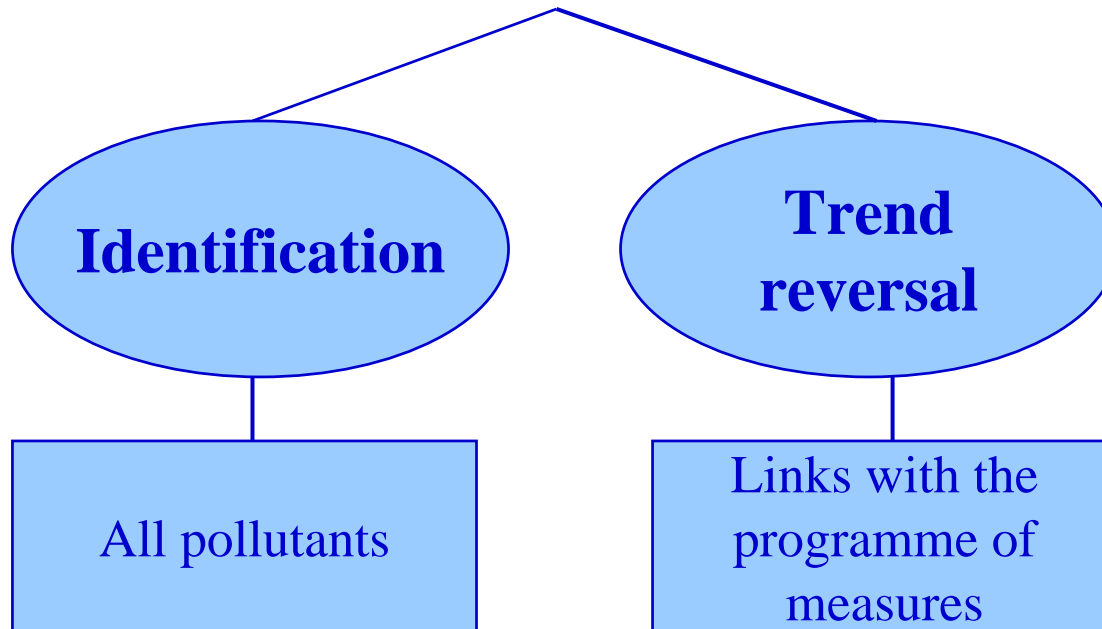 Identification
Trend
reversal
All pollutants
Links with the
programme of
measures